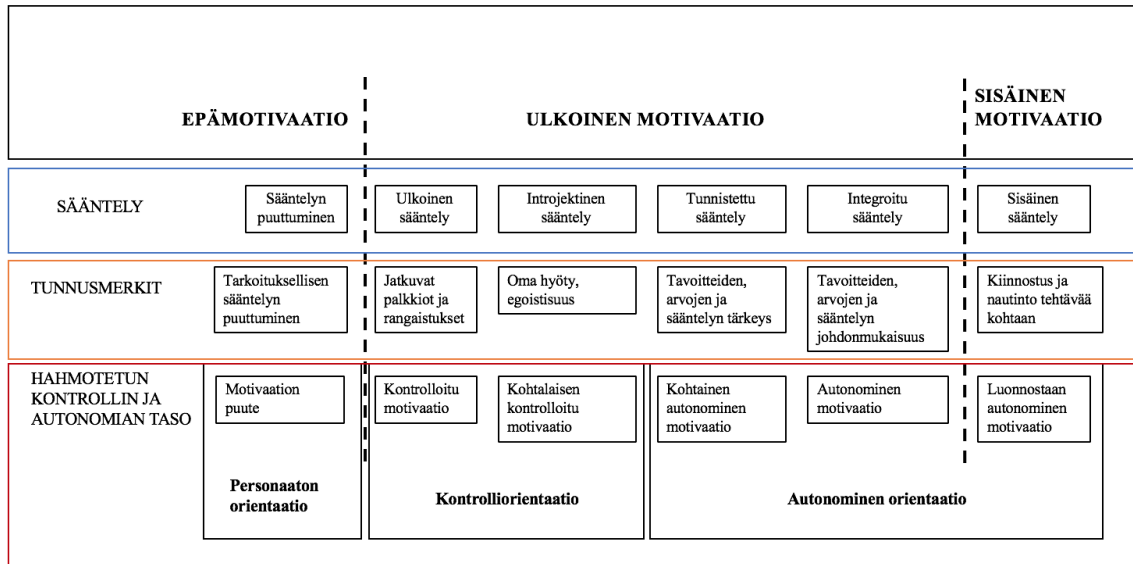 EPÄMOTIVAATIO
ULKOINEN MOTIVAATIO
SISÄINEN
MOTIVAATIO
SÄÄNTELY
Sääntelyn
puuttuminen
Ulkoinen
sääntely
Introjektinen
sääntely
Tunnistettu
sääntely
Integroitu
sääntely
Sisäinen
sääntely
TUNNUSMERKIT
Tarkoituksellisen
sääntelyn
puuttuminen
Jatkuvat
palkkiot ja
rangaistukset
Oma hyöty,
egoistisuus
Tavoitteiden,
arvojen ja
sääntelyn tärkeys
Tavoitteiden,
arvojen ja
sääntelyn
johdonmukaisuus
Kiinnostus ja
nautinto tehtävää
kohtaan
HAHMOTETUN
KONTROLLIN JA
AUTONOMIAN TASO
Motivaation
puute
Kontrolloitu
motivaatio
Kohtalaisen
kontrolloitu
motivaatio
Kohtainen
autonominen
motivaatio
Autonominen
motivaatio
Luonnostaan
autonominen
motivaatio
Personaaton
orientaatio
Kontrolliorientaatio
Autonominen orientaatio